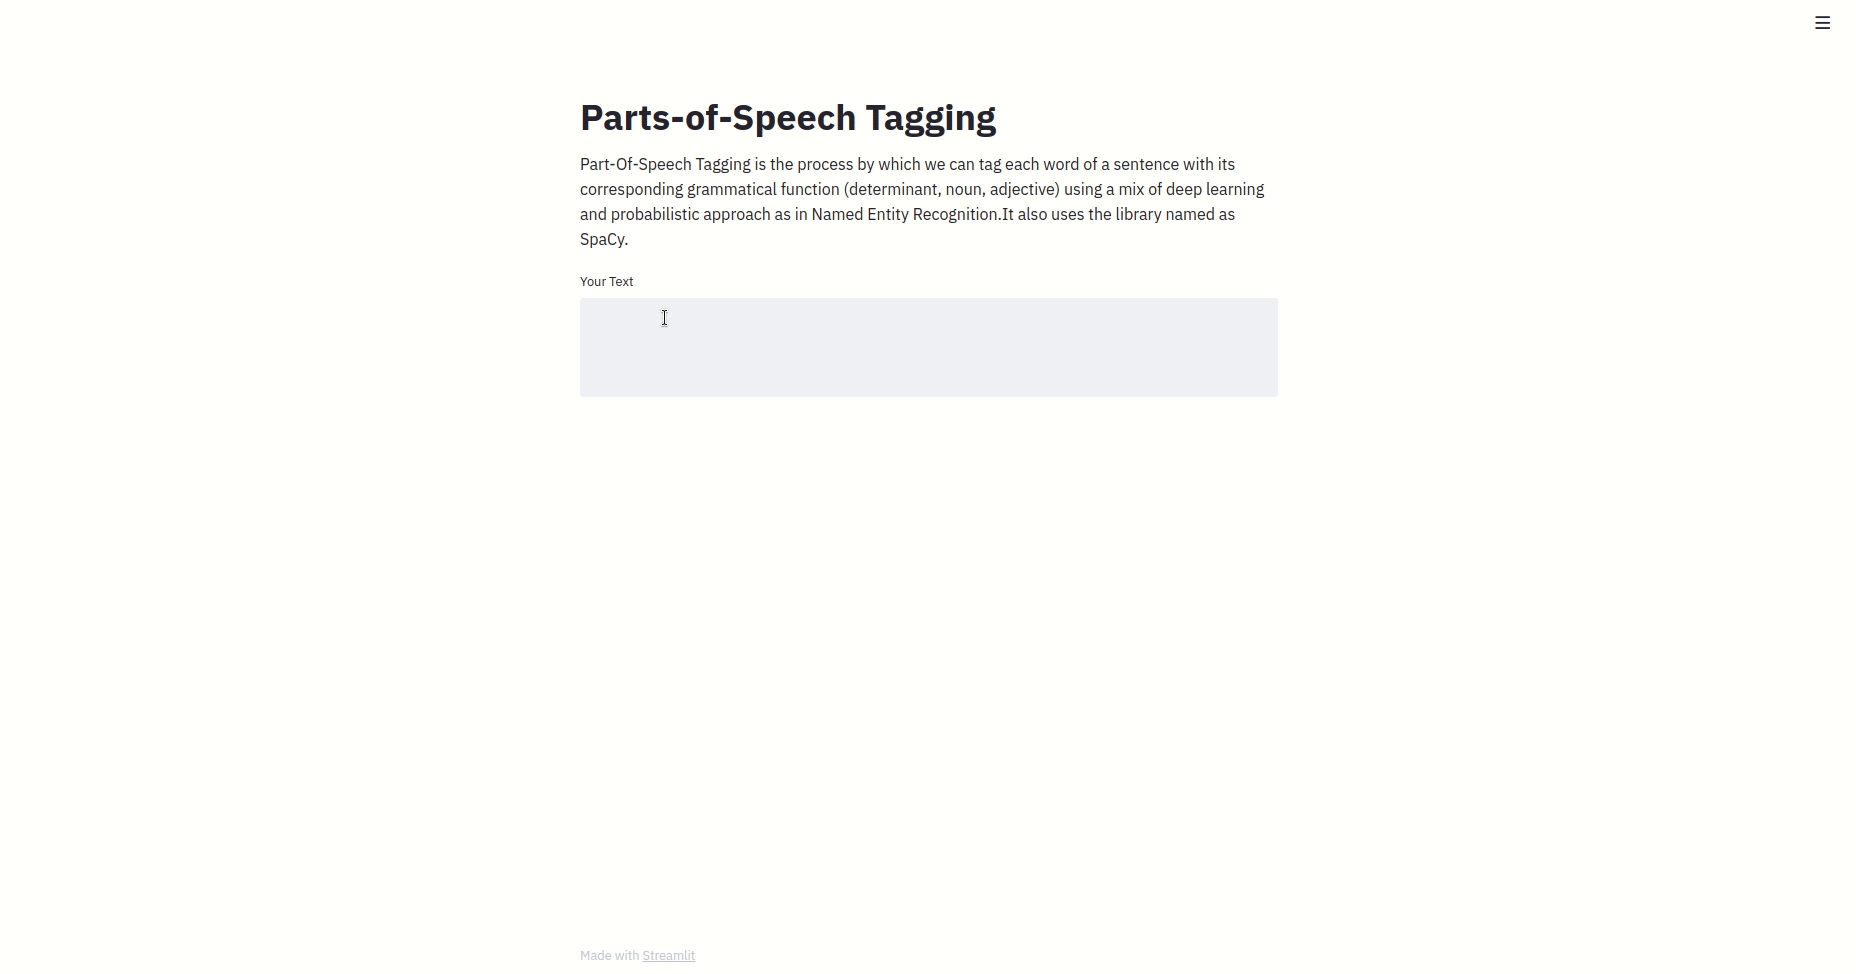 Parts-of-Speech Tagging
Part-Of-Speech Tagging is the process by which we can tag each word of a sentence with its
corresponding grammatical function (determinant, noun, adjective) using a mix of deep learning
and probabilistic approach as in Named Entity Recognition.It also uses the library named as
SpaCy.
Your Text
Made with Streamlit